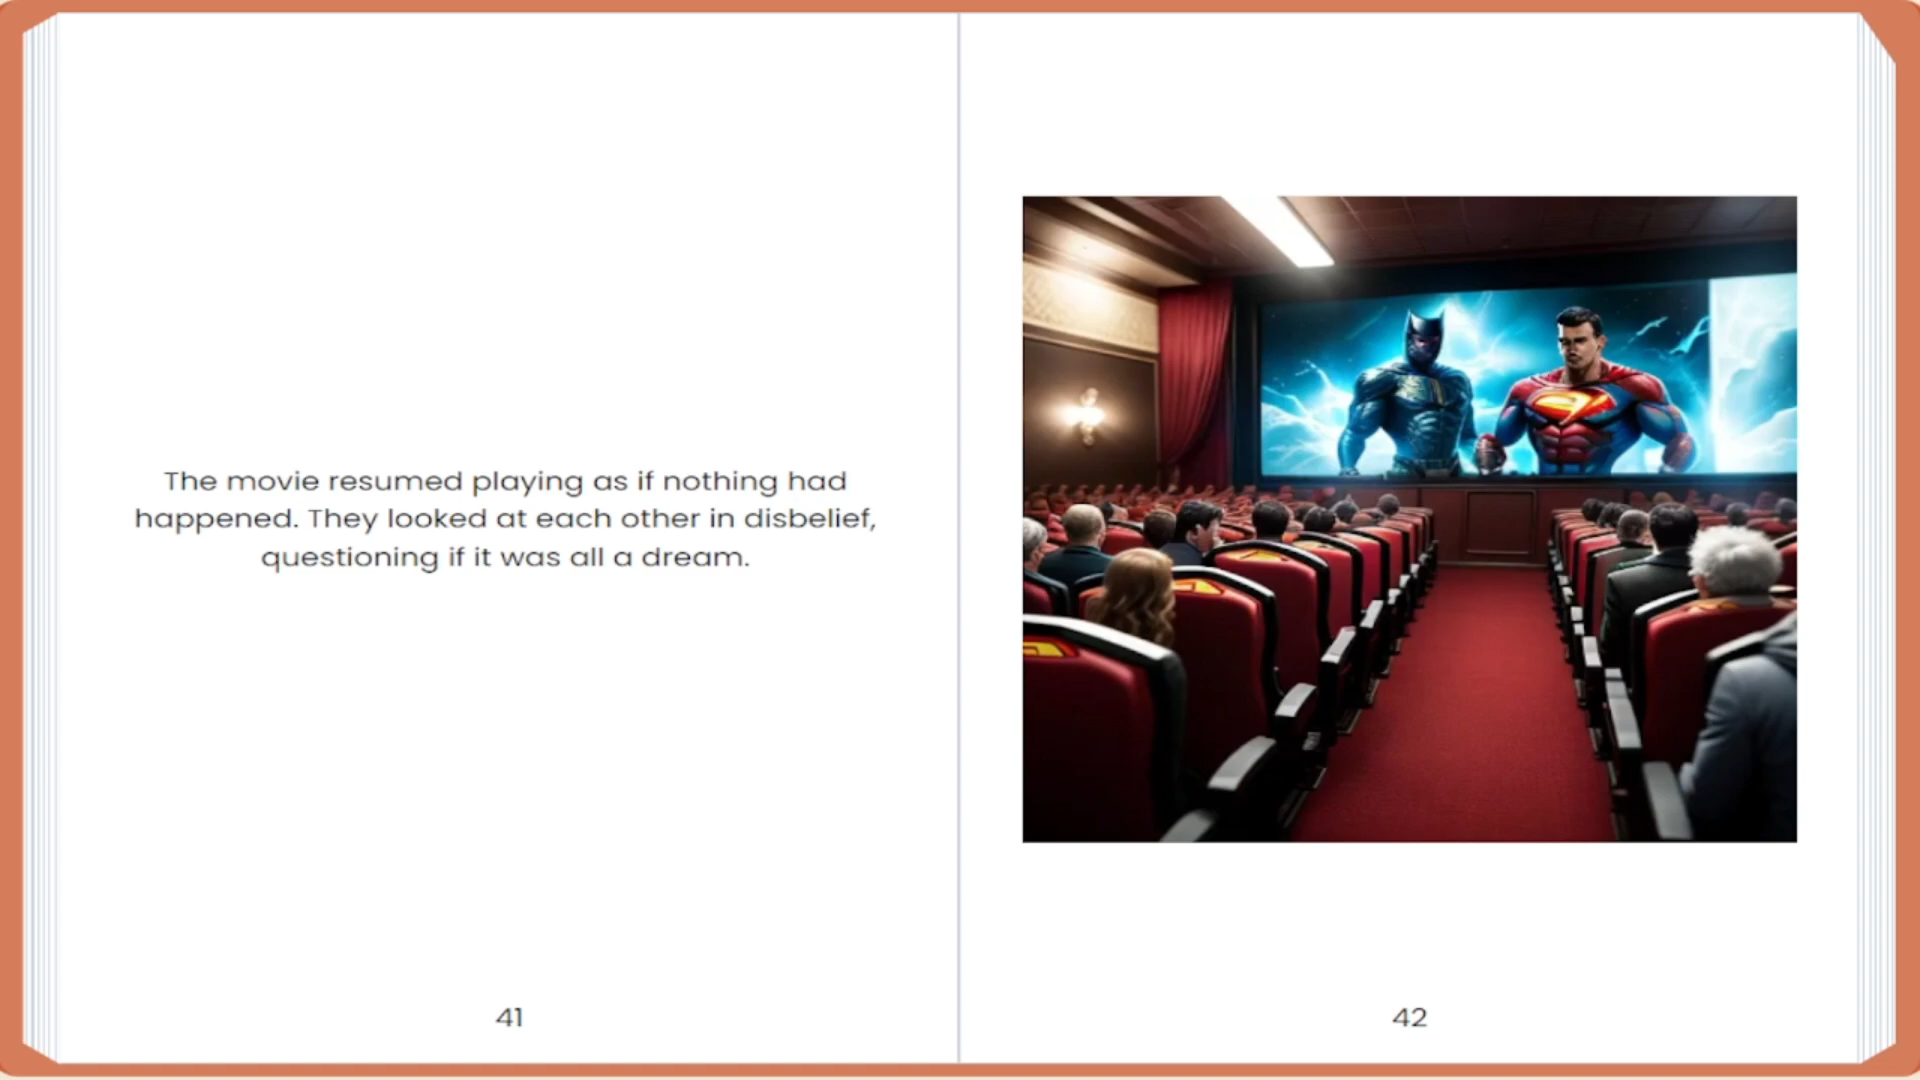 The movie resumed playing as if nothing had
happened. They looked at each other in disbelief,
questioning if it was all a dream.
41
42